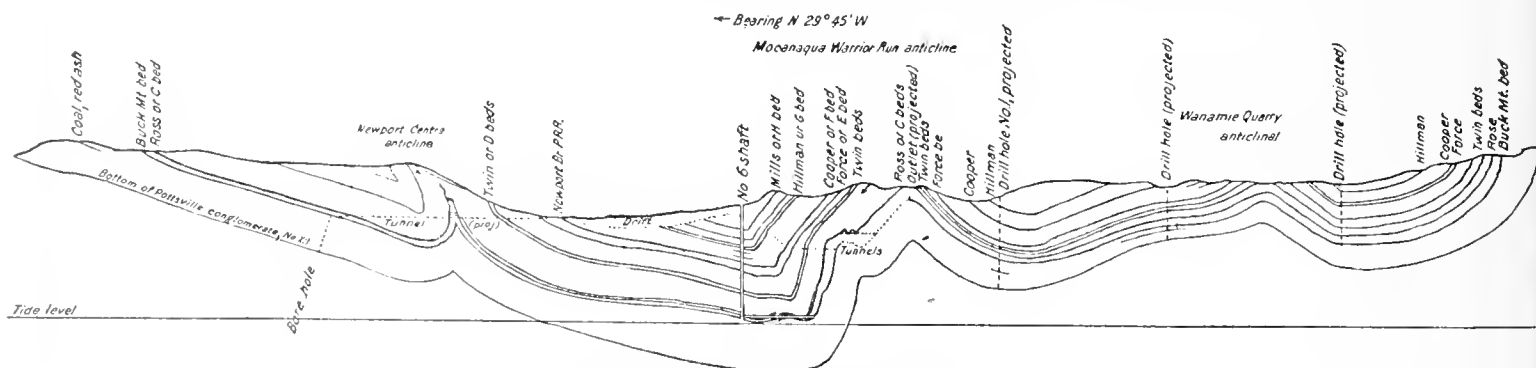 ← Bearing N 29°45' W
Mocanaqua Warrior Run anticline
Coal, red ash
Buck Mt bed
Ross or C bed
Newport Centre
anticline
Twin or D beds
Newport Dr P.R.R.
No 6 shaft
Mills or H bed
Hillman or G bed
Cooper or F bed
Force or E bed
Twin beds
Ross or C beds
Outlet (projected)
Twin beds
Force be
Cooper
Hillman
Drill hole No.1, projected
Drill hole (projected)
Wanamie Quarry
anticlinal
Drill hole (projected)
Hillman
Cooper
Force
Twin beds
Rose
Buck Mt. bed
Bottom of Pottsville conglomerate, No XII
Tunnel
(proj)
Drift
Tunnels
Bore hole
Tide level